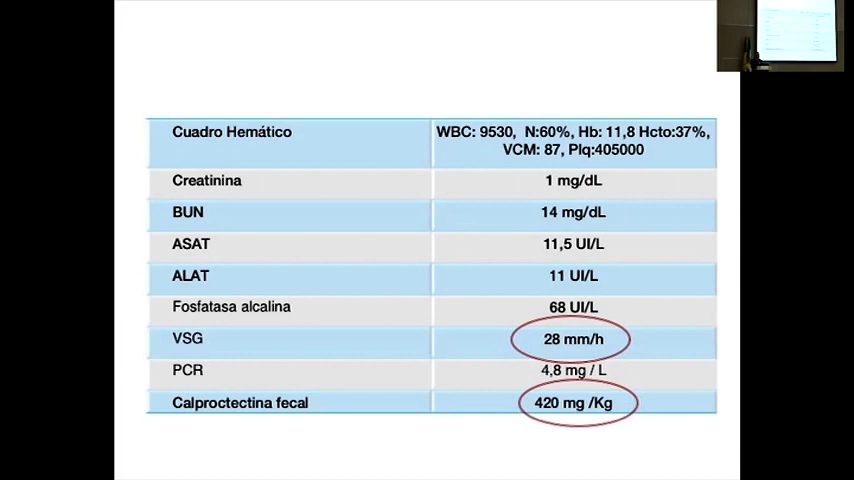 Cuadro Hemático
WBC: 9530, N:60%, Hb: 11,8 Hcto:37%,
VCM: 87, Plq:405000
Creatinina
1 mg/dL
BUN
14 mg/dL
ASAT
11,5 UI/L
ALAT
11 UI/L
Fosfatasa alcalina
68 UI/L
VSG
28 mm/h
PCR
4,8 mg / L
Calproctectina fecal
420 mg /Kg